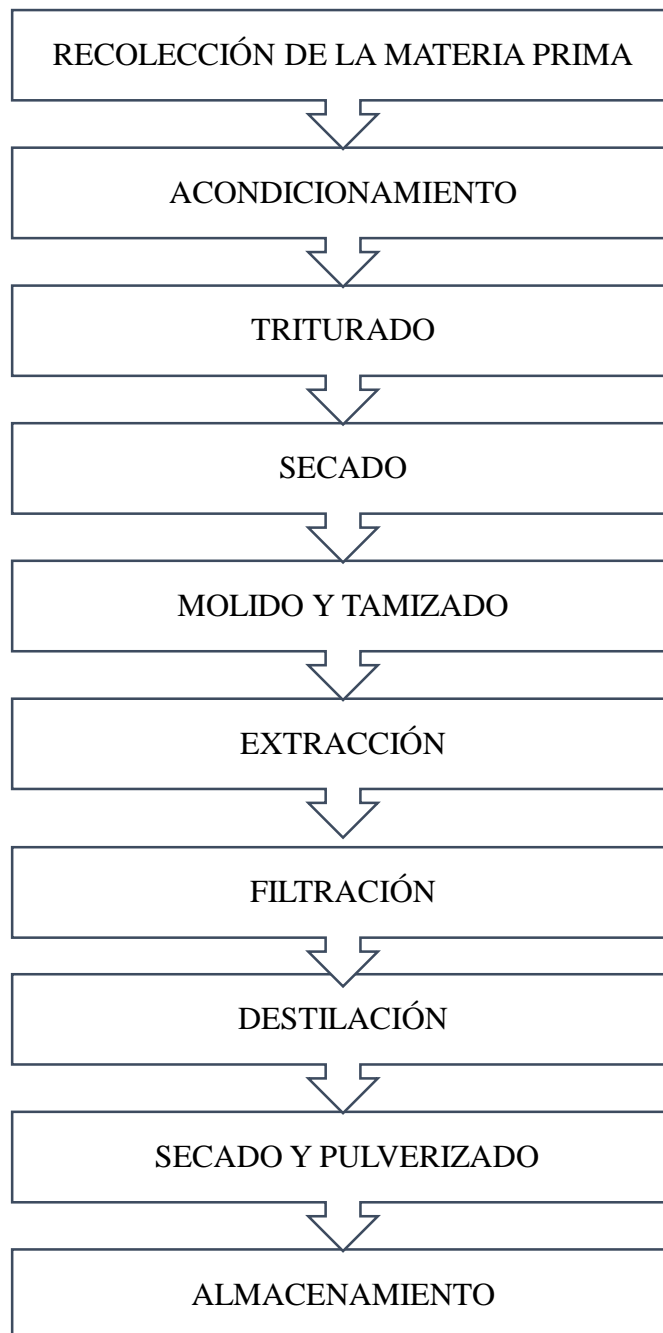 RECOLECCIÓN DE LA MATERIA PRIMA
ACONDICIONAMIENTO
TRITURADO
SECADO
MOLIDO Y TAMIZADO
EXTRACCIÓN
FILTRACIÓN
DESTILACIÓN
SECADO Y PULVERIZADO
ALMACENAMIENTO